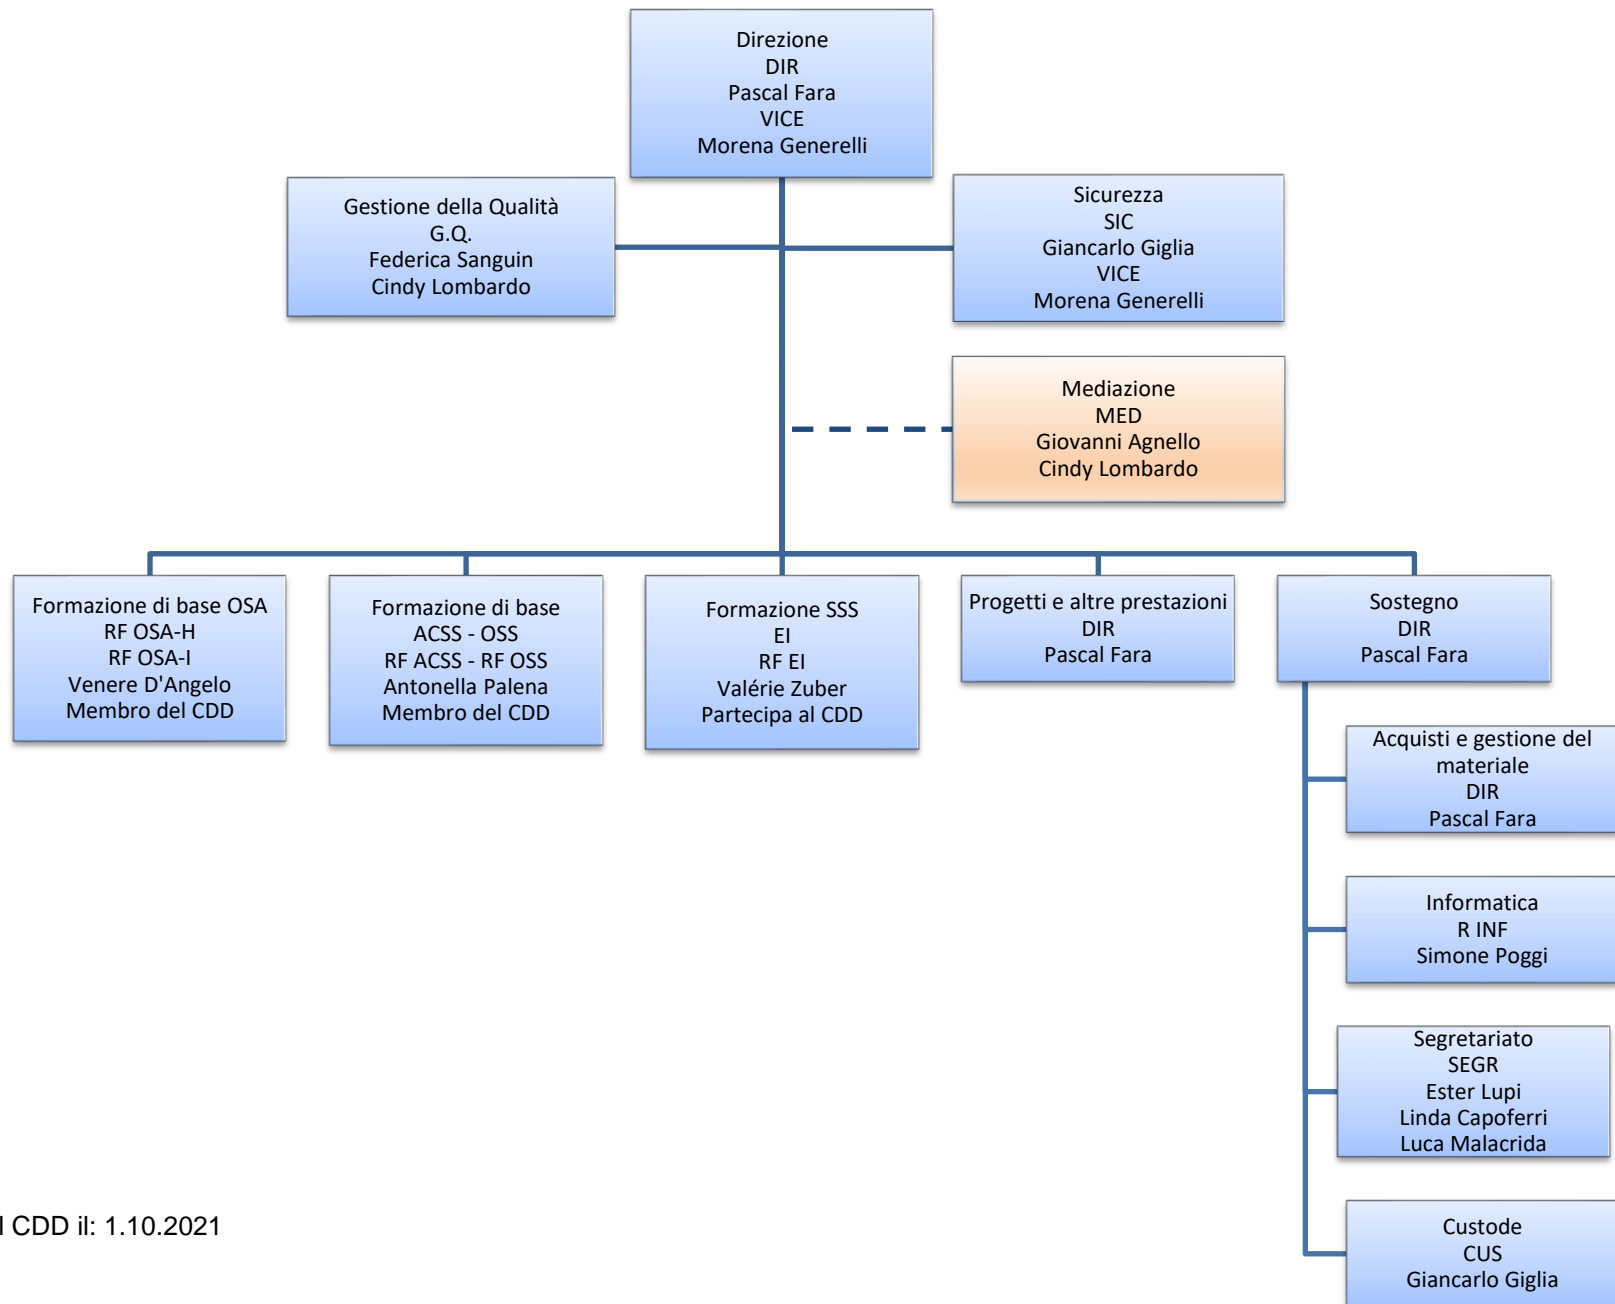 Direzione
DIR
Pascal Fara
VICE
Morena Generelli
Gestione della Qualità
G.Q.
Federica Sanguin
Cindy Lombardo
Sicurezza
SIC
Giancarlo Giglia
VICE
Morena Generelli
Mediazione
MED
Giovanni Agnello
Cindy Lombardo
Formazione di base OSA
RF OSA-H
RF OSA-I
Venere D'Angelo
Membro del CDD
Formazione di base
ACSS - OSS
RF ACSS - RF OSS
Antonella Palena
Membro del CDD
Formazione SSS
EI
RF EI
Valérie Zuber
Partecipa al CDD
Progetti e altre prestazioni
DIR
Pascal Fara
Sostegno
DIR
Pascal Fara
Acquisti e gestione del
materiale
DIR
Pascal Fara
Informatica
R INF
Simone Poggi
Segretariato
SEGR
Ester Lupi
Linda Capoferri
Luca Malacrida
Custode
CUS
Giancarlo Giglia
CDD il: 1.10.2021